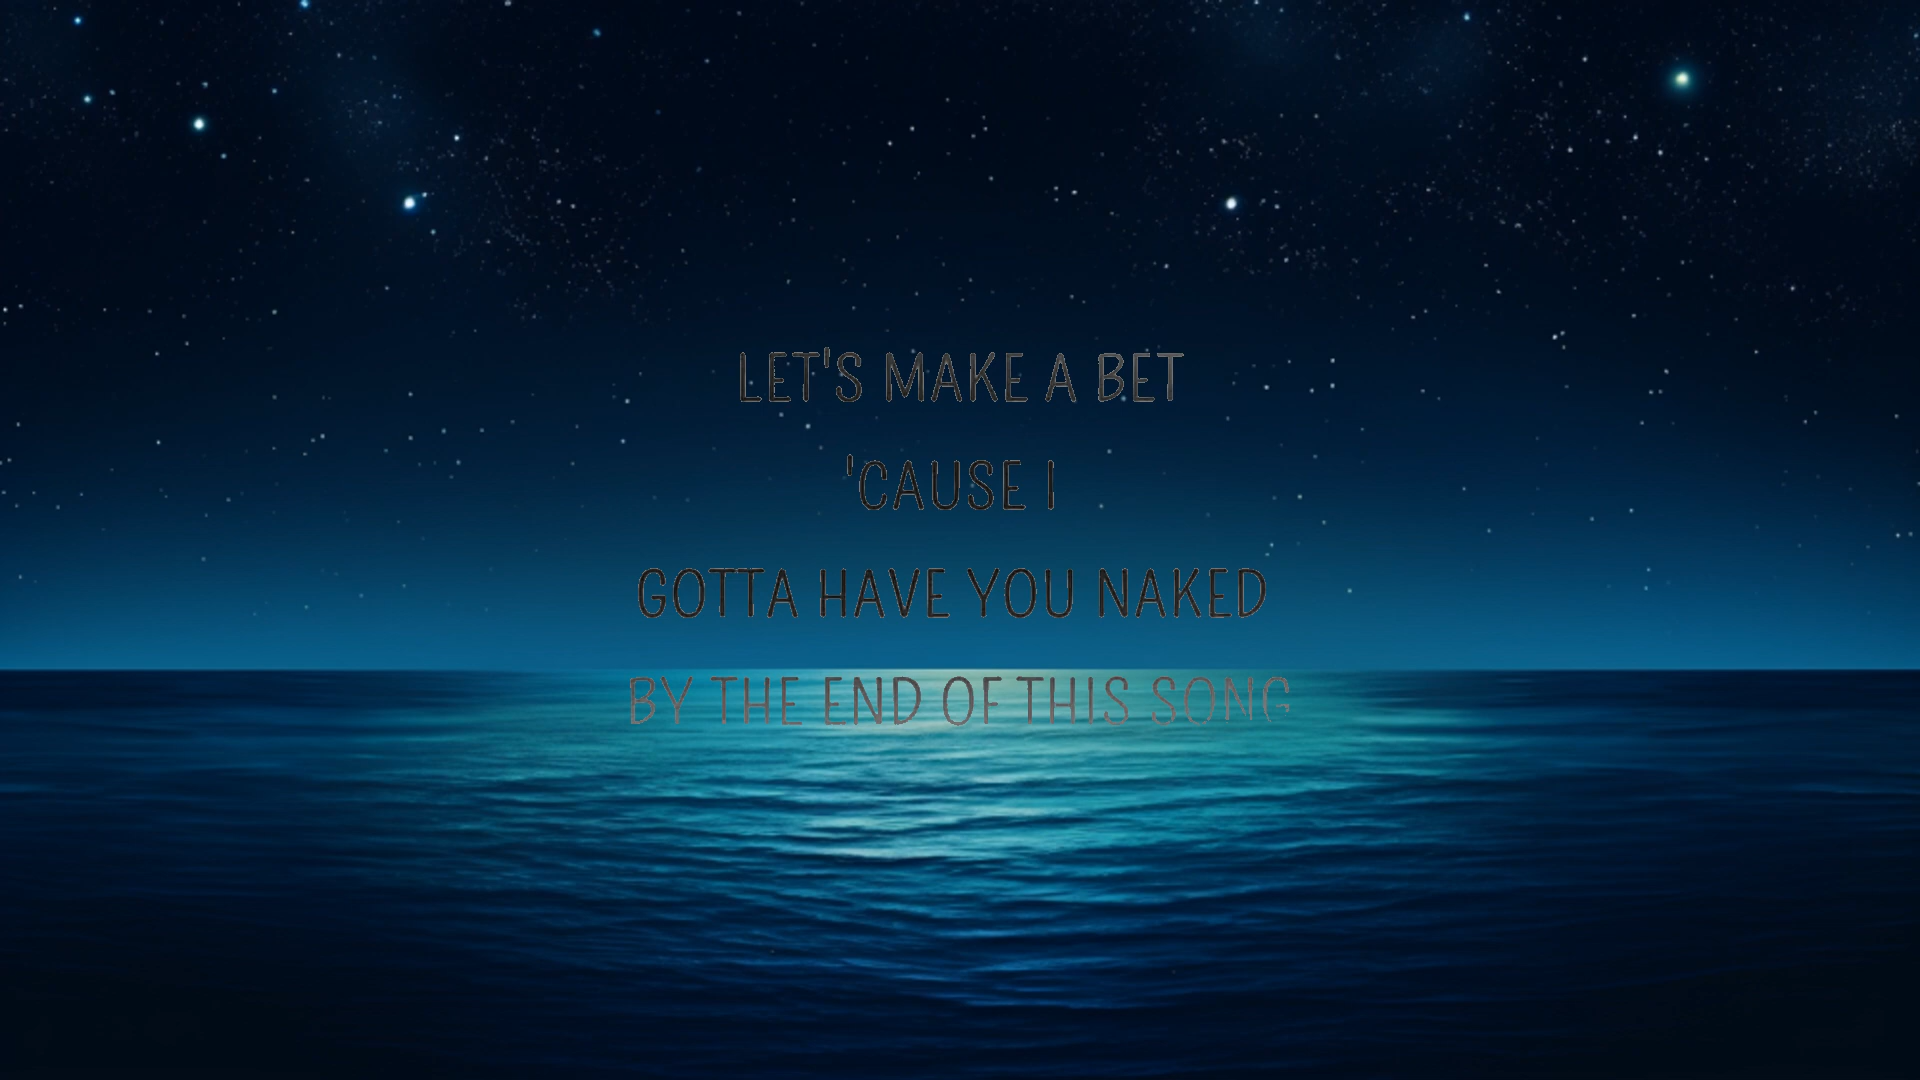 LET'S MAKE A BET
'CAUSE I
GOTTA HAVE YOU NAKED
BY THE END OF THIS SONG